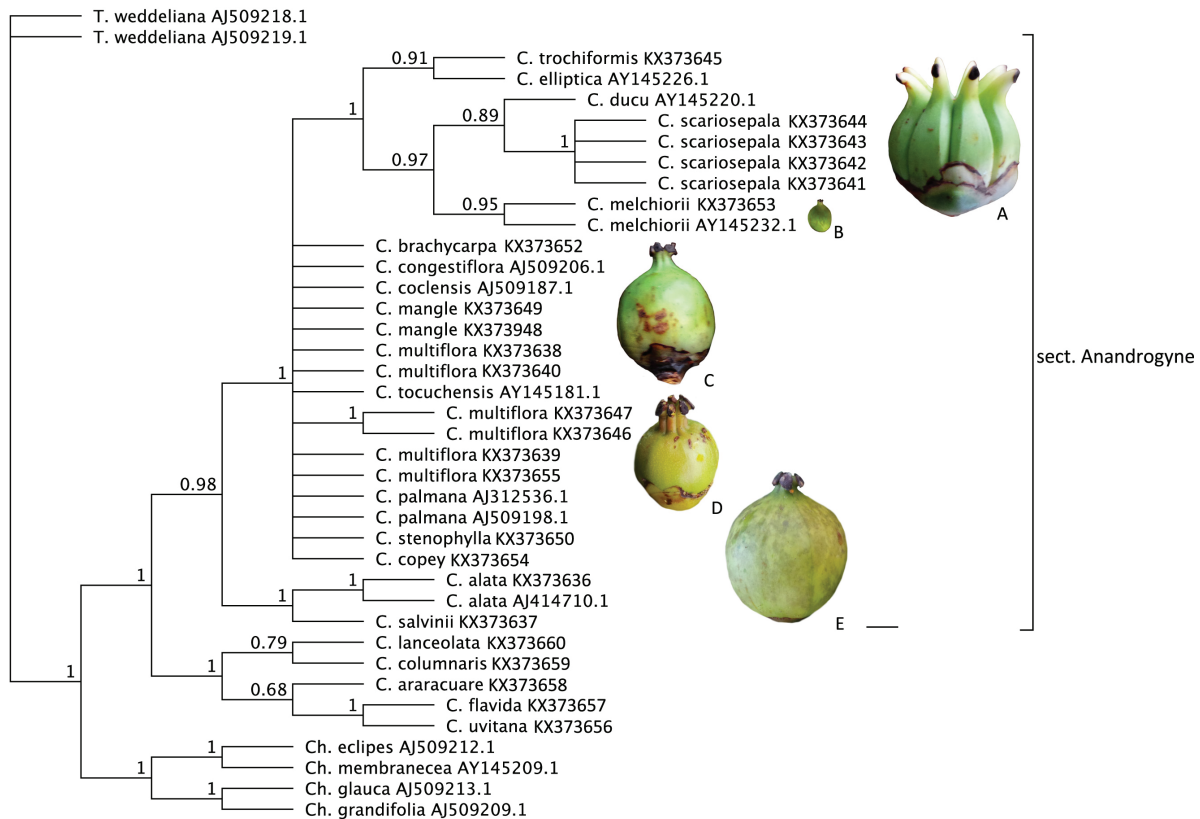 T. weddeliana AJ509218.1
T. weddeliana AJ509219.1
0.91
C. trochiformis KX373645
C. elliptica AY145226.1
1
C. ducu AY145220.1
0.89
C. scariosepala KX373644
1
C. scariosepala KX373643
0.97
C. scariosepala KX373642
C. scariosepala KX373641
A
0.95
C. melchiorii KX373653
C. melchiorii AY145232.1
B
C. brachycarpa KX373652
C. congestiflora AJ509206.1
C. coclensis AJ509187.1
C. mangle KX373649
C. mangle KX373948
C. multiflora KX373638
sect. Anandrogyne
1
C. multiflora KX373640
C
C. tocuchensis AY145181.1
1
C. multiflora KX373647
C. multiflora KX373646
C. multiflora KX373639
C. multiflora KX373655
0.98
C. palmana AJ312536.1
D
C. palmana AJ509198.1
C. stenophylla KX373650
C. copey KX373654
1
1
C. alata KX373636
1
C. alata AJ414710.1
C. salvinii KX373637
E
0.79
C. lanceolata KX373660
1
1
C. columnaris KX373659
0.68
C. araracuare KX373658
1
C. flavida KX373657
C. uvitana KX373656
1
Ch. eclipes AJ509212.1
1
Ch. membranecea AY145209.1
1
Ch. glauca AJ509213.1
Ch. grandifolia AJ509209.1